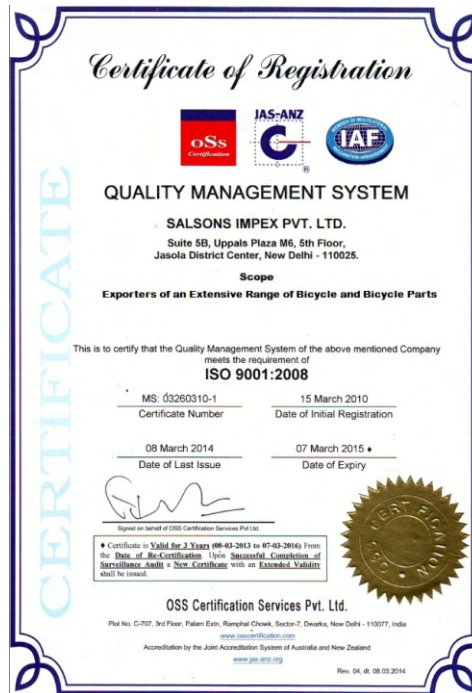 Certificate of Registration
oSs
Certification
JAS-ANZ
®
MEMBER OF MULTILATERAL
RECOGNITION ARRANGEMENT
IAF
CERTIFICATE
QUALITY MANAGEMENT SYSTEM
SALSONS IMPEX PVT. LTD.
Suite 5B, Uppals Plaza M6, 5th Floor,
Jasola District Center, New Delhi - 110025.
Scope
Exporters of an Extensive Range of Bicycle and Bicycle Parts
This is to certify that the Quality Management System of the above mentioned Company
meets the requirement of
ISO 9001:2008
MS: 03260310-1 15 March 2010
Certificate Number Date of Initial Registration
08 March 2014 07 March 2015 ♦
Date of Last Issue Date of Expiry
Signed on behalf of OSS Certification Services Pvt Ltd.
♦ Certificate is Valid for 3 Years (08-03-2013 to 07-03-2016) From
the Date of Re-Certification. Upon Successful Completion of
Surveillance Audit a New Certificate with an Extended Validity
shall be issued.
CERTIFICATION
OSS Certification Services Pvt. Ltd.
Plot No. C-707, 3rd Floor, Palam Extn, Ramphal Chowk, Sector-7, Dwarka, New Delhi - 110077, India
www.osscertification.com
Accreditation by the Joint Accreditation System of Australia and New Zealand
www.jas-anz.org
Rev. 04, dt. 08.03.2014